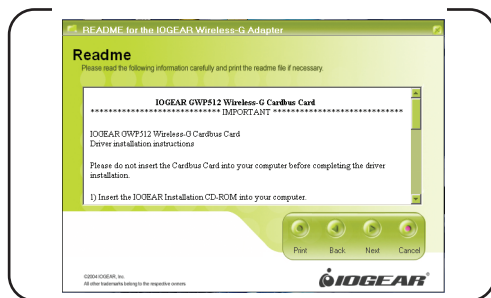 README for the IOGEAR Wireless-G Adapter
Readme
Please read the following information carefully and print the readme file if necessary.
IOGEAR GWP512 Wireless-G Cardbus Card
***************************** IMPORTANT *****************************
IOGEAR GWP512 Wireless-G Cardbus Card
Driver installation instructions
Please do not insert the Cardbus Card into your computer before completing the driver
installation.
1) Insert the IOGEAR Installation CD-ROM into your computer.
Print Back Next Cancel
©2004 IOGEAR, Inc.
All other trademarks belong to the respective owners.
IOGEAR®